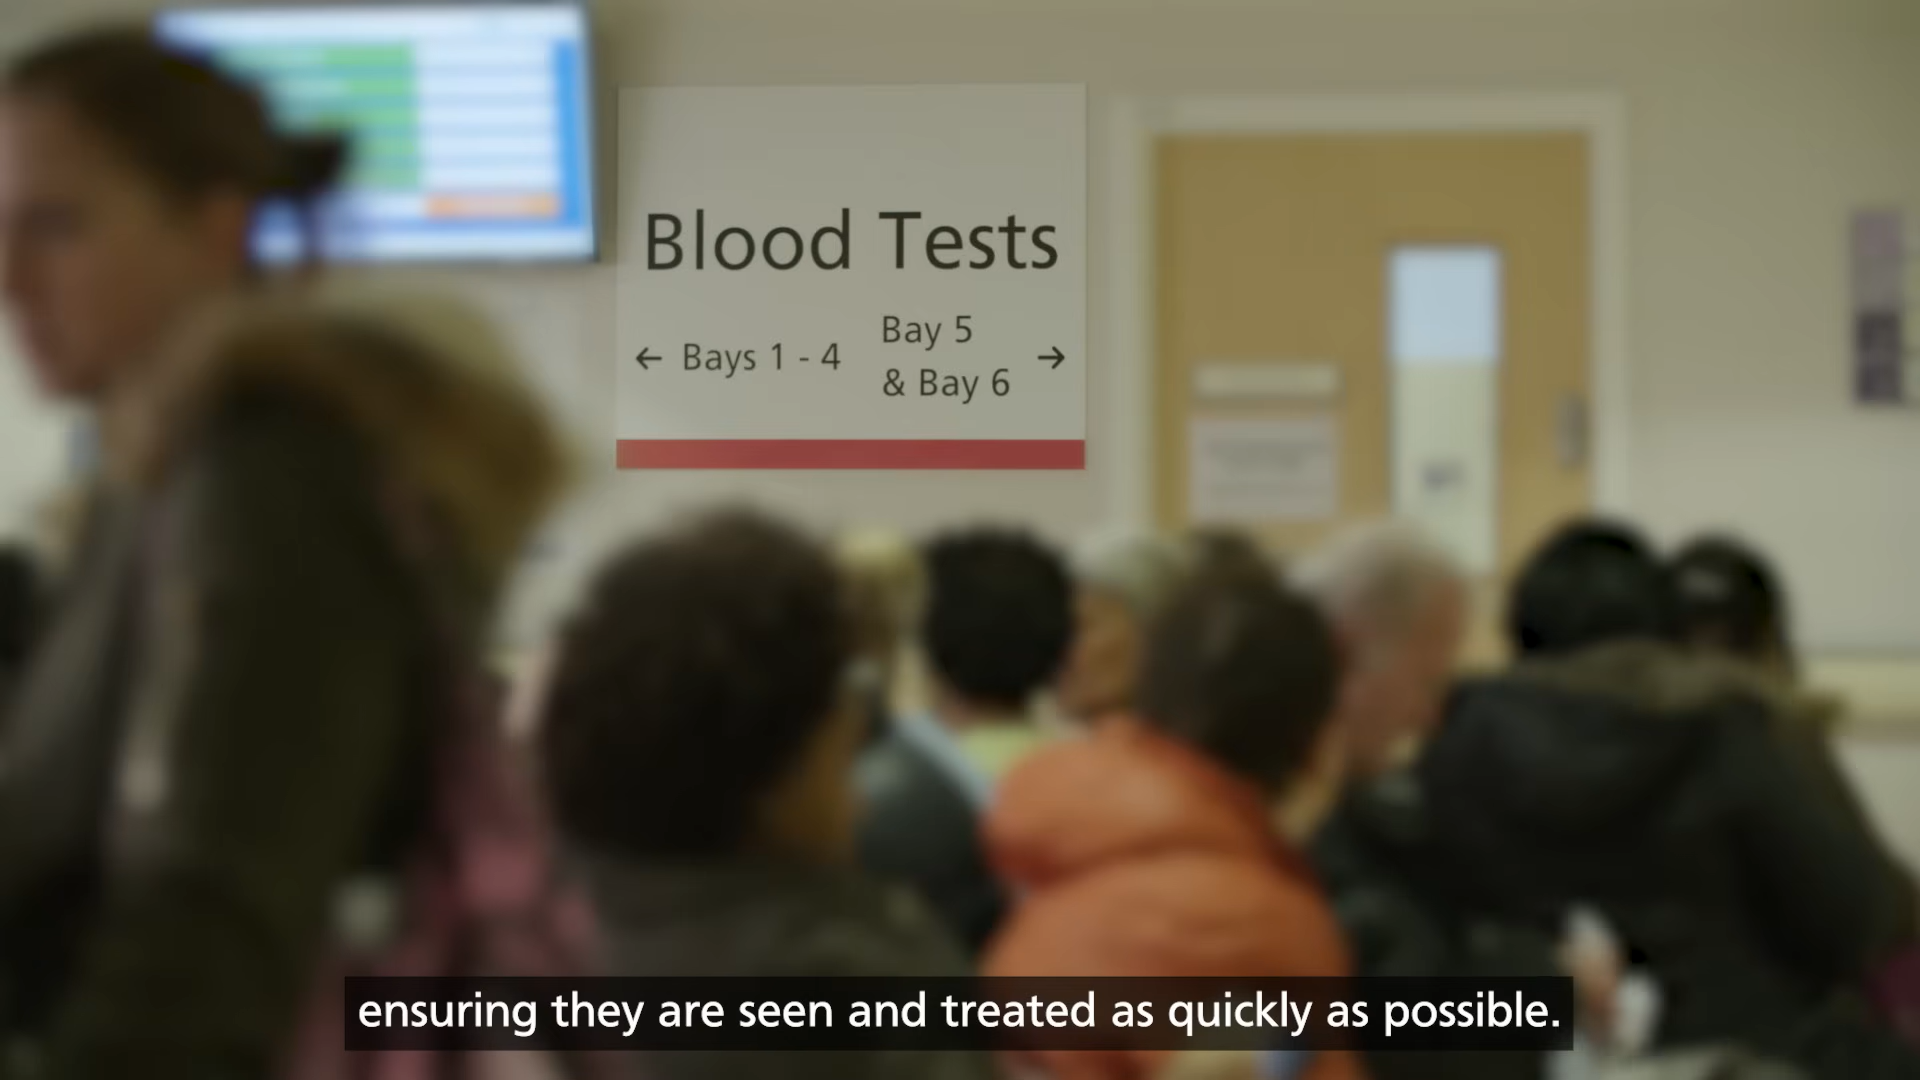 Blood Tests
← Bays 1 - 4
Bay 5
& Bay 6 →
ensuring they are seen and treated as quickly as possible.